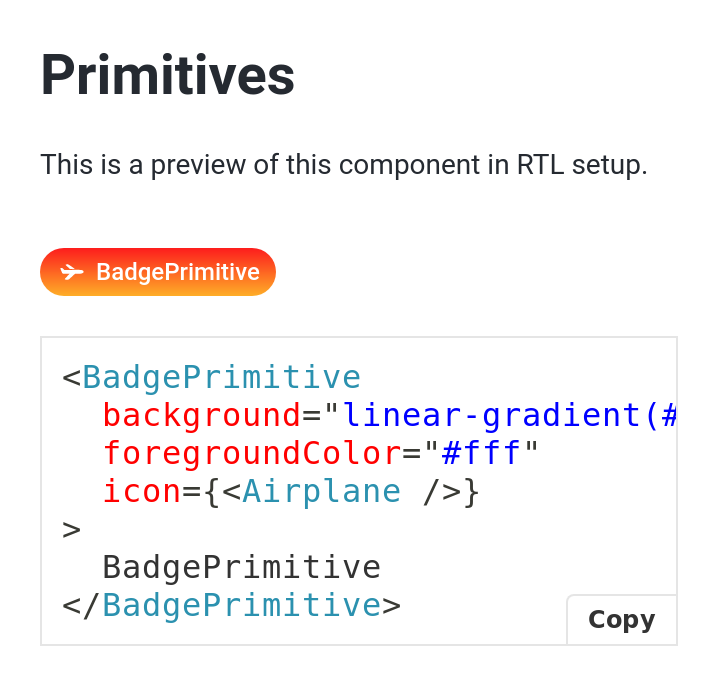 Primitives
This is a preview of this component in RTL setup.
BadgePrimitive
<BadgePrimitive
  background="linear-gradient(#
  foregroundColor="#fff"
  icon={<Airplane />}
>
  BadgePrimitive
</BadgePrimitive>
Copy